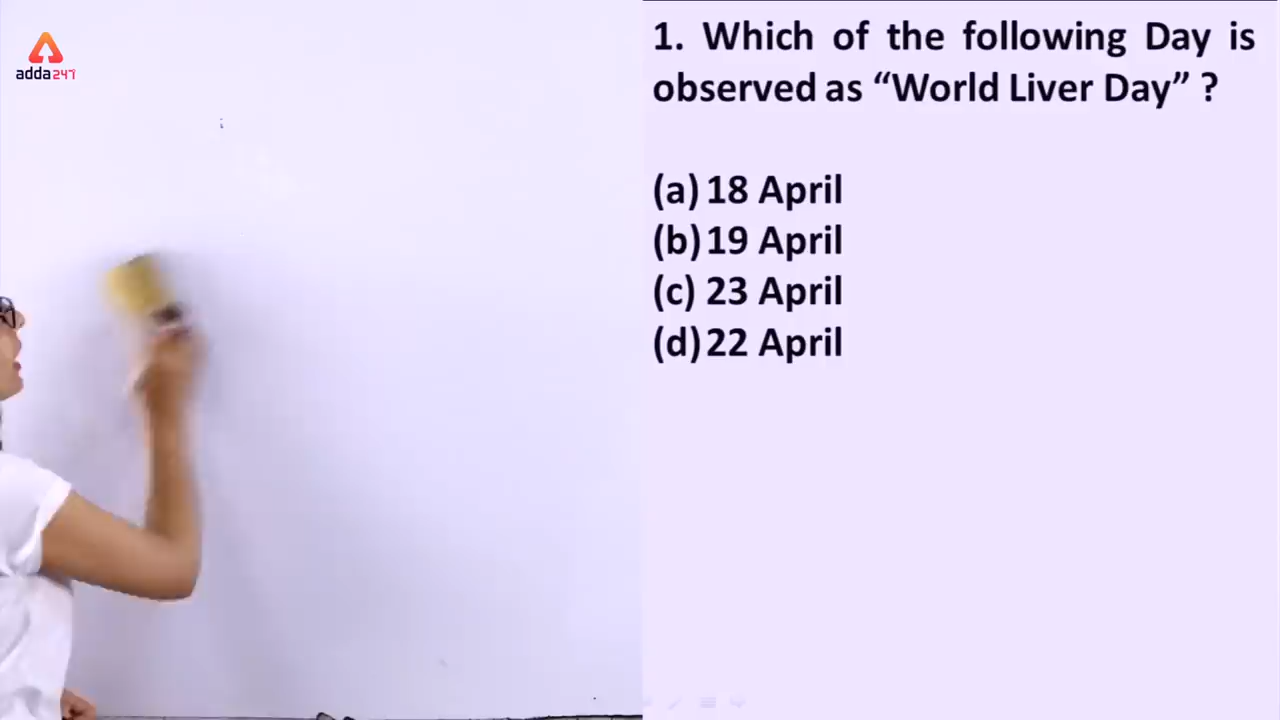 adda247
1. Which of the following Day is
observed as “World Liver Day” ?
(a) 18 April
(b) 19 April
(c) 23 April
(d) 22 April